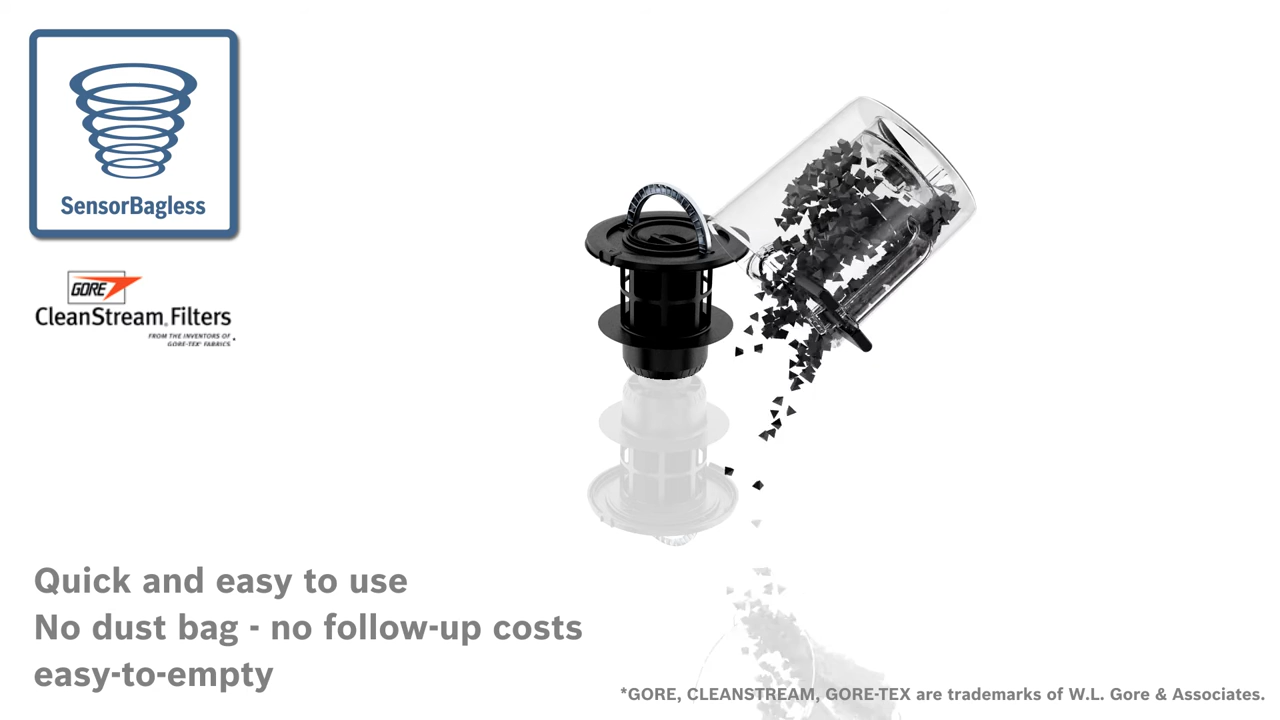 SensorBagless
GORE
CleanStream® Filters
FROM THE INVENTORS OF
GORE-TEX® FABRICS
Quick and easy to use
No dust bag - no follow-up costs
easy-to-empty
*GORE, CLEANSTREAM, GORE-TEX are trademarks of W.L. Gore & Associates.